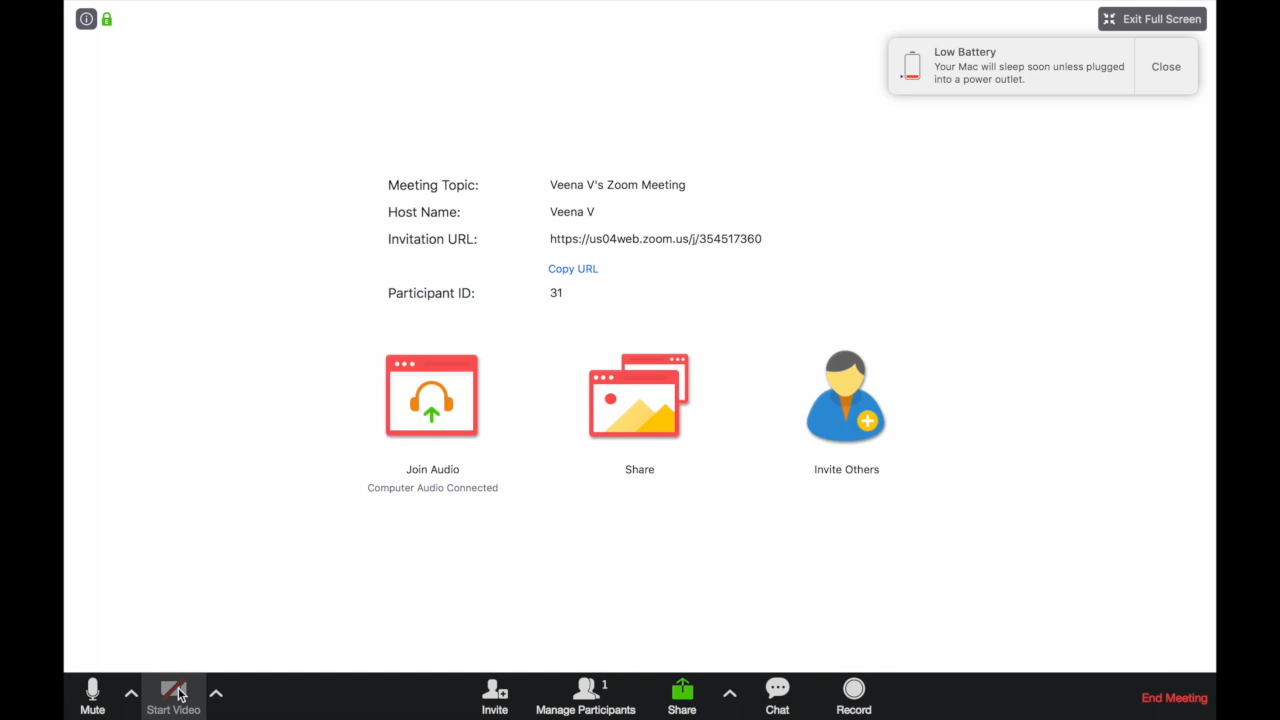 Exit Full Screen
Low Battery
Your Mac will sleep soon unless plugged
into a power outlet.
Close
Meeting Topic: Veena V's Zoom Meeting
Host Name: Veena V
Invitation URL: https://us04web.zoom.us/j/354517360
Copy URL
Participant ID: 31
Join Audio
Computer Audio Connected
Share
Invite Others
Mute
Start Video
Invite
1
Manage Participants
Share
Chat
Record
End Meeting